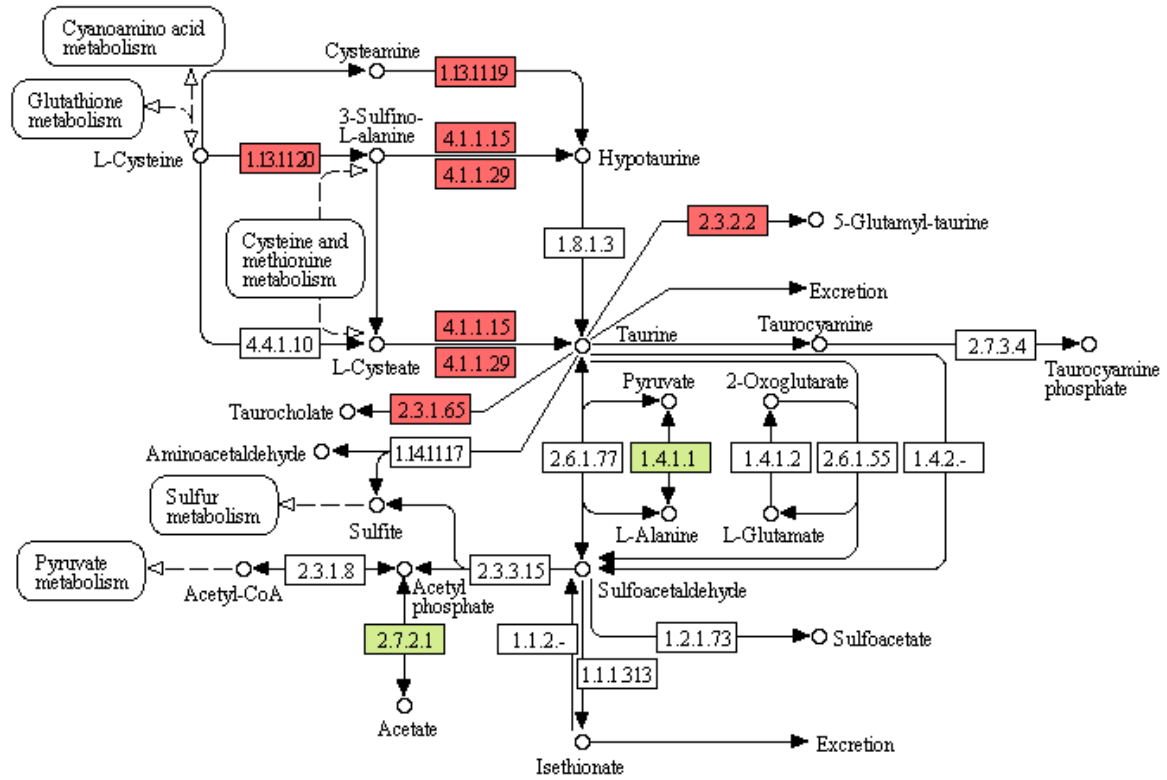 Cyanoamino acid
metabolism
Cysteamine
1.13.1119
Glutathione
metabolism
3-Sulfino-
L-alanine
4.1.1.15
L-Cysteine
1.13.1120
4.1.1.29
Hypotaurine
2.3.2.2
5-Glutamyl-taurine
Cysteine and
methionine
metabolism
1.8.1.3
Excretion
4.1.1.15
Taurine
Taurocyamine
4.4.1.10
2.7.3.4
L-Cysteate
4.1.1.29
Taurocyamine
phosphate
Pyruvate
2-Oxoglutarate
Taurocholate
2.3.1.65
Aminoacetaldehyde
1.14.1117
2.6.1.77
1.4.1.1
1.4.1.2
2.6.1.55
1.4.2.-
Sulfur
metabolism
Sulfite
L-Alanine
L-Glutamate
Pyruvate
metabolism
2.3.1.8
2.3.3.15
Acetyl-CoA
Acetyl
phosphate
Sulfoacetaldehyde
2.7.2.1
1.1.2.-
1.2.1.73
Sulfoacetate
1.1.1.313
Acetate
Isethionate
Excretion